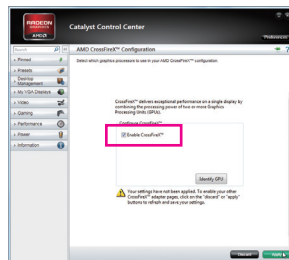 RADEON
GRAPHICS
AMD
Catalyst Control Center
Preferences
Search
AMD CrossFireX™ Configuration
Pinned
Presets
Desktop
Management
My VGA Displays
Video
Gaming
Performance
Power
Information
Select which graphics processors to use in your AMD CrossFireX™ configuration.
CrossFireX™ delivers exceptional performance on a single display by
combining the processing power of two or more Graphics
Processing Units (GPUs).
Configure CrossFireX™
Enable CrossFireX™
Identify GPU
Your settings have not been applied. To enable your other
CrossFireX™ adapter pages, click on the "discard" or "apply"
buttons to refresh and save your settings.
Discard
Apply